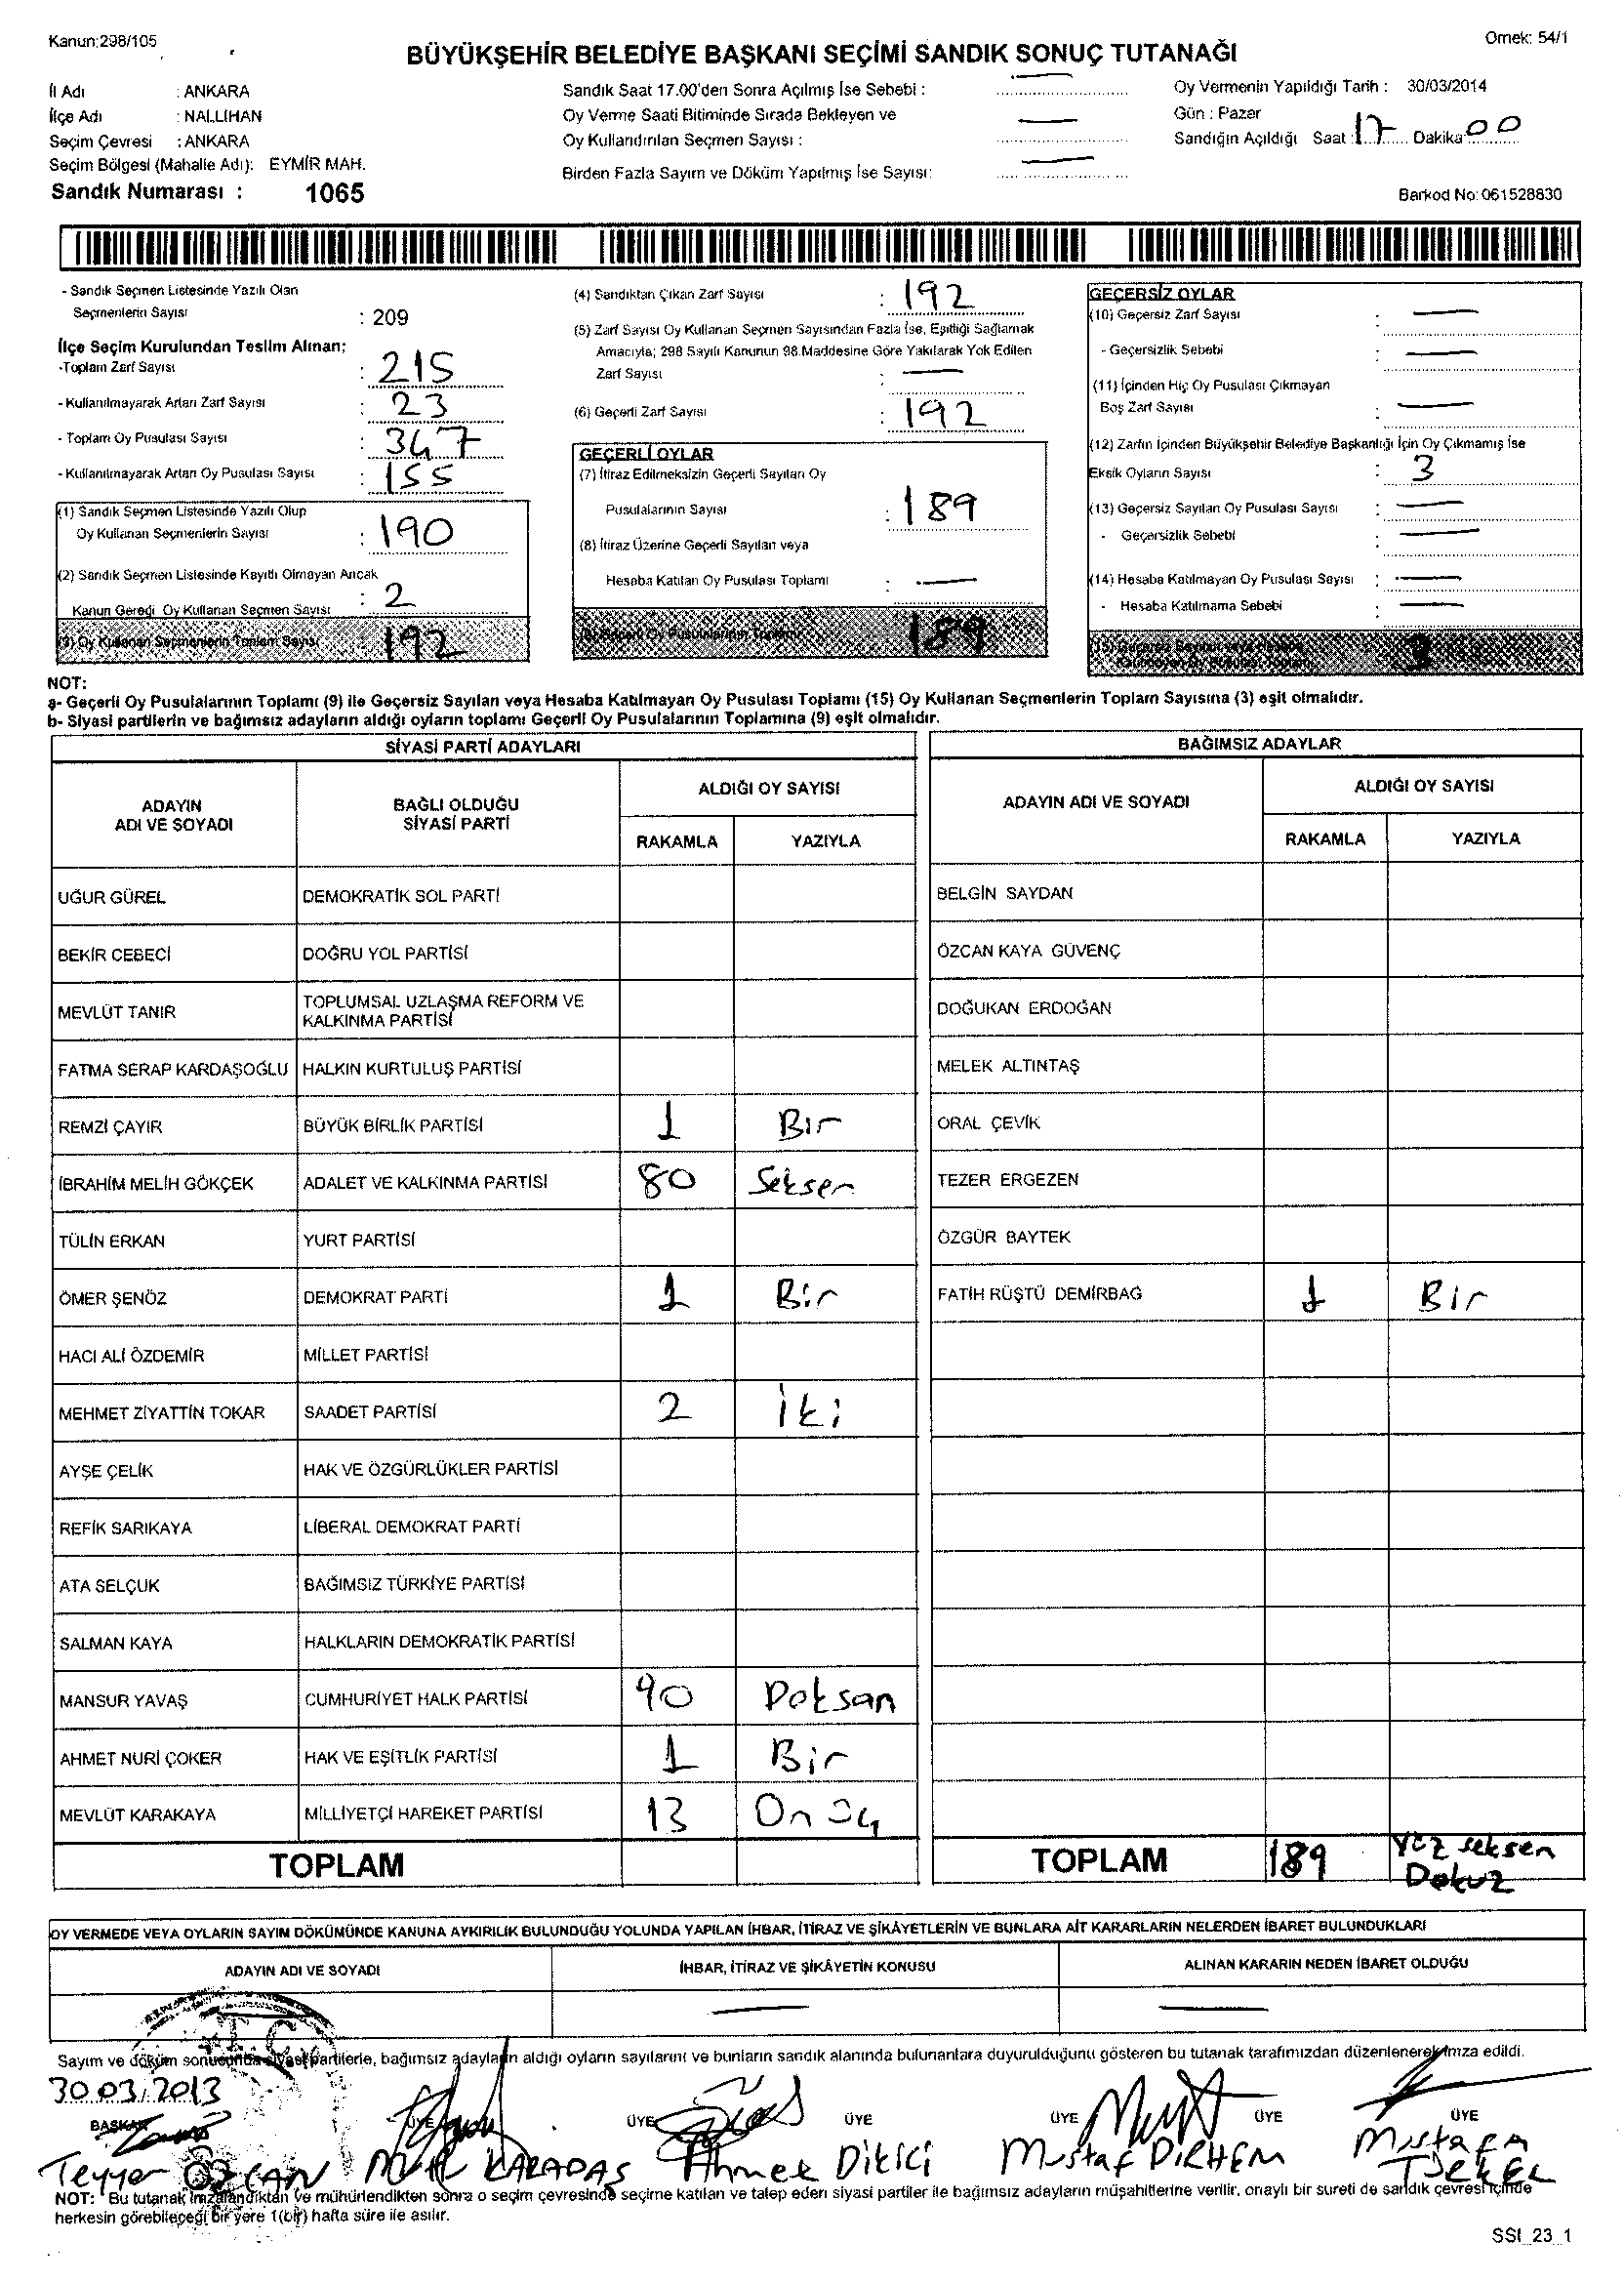 Kanun:298/105
Örnek: 54/1
BÜYÜKŞEHİR BELEDİYE BAŞKANI SEÇİMİ SANDIK SONUÇ TUTANAĞI
İl Adı : ANKARA
İlçe Adı : NALLIHAN
Seçim Çevresi : ANKARA
Seçim Bölgesi (Mahalle Adı): EYMİR MAH.
Sandık Numarası : 1065
Sandık Saat 17.00'den Sonra Açılmış İse Sebebi :
Oy Verme Saati Bitiminde Sırada Bekleyen ve
Oy Kullandırılan Seçmen Sayısı :
Birden Fazla Sayım ve Döküm Yapılmış İse Sayısı:
Oy Vermenin Yapıldığı Tarih : 30/03/2014
Gün : Pazar
Sandığın Açıldığı Saat : 17 Dakika 00
Barkod No: 061528830
- Sandık Seçmen Listesinde Yazılı Olan
Seçmenlerin Sayısı : 209
İlçe Seçim Kurulundan Teslim Alınan;
-Toplam Zarf Sayısı : 215
- Kullanılmayarak Artan Zarf Sayısı : 23
- Toplam Oy Pusulası Sayısı : 347
- Kullanılmayarak Artan Oy Pusulası Sayısı : 155
(1) Sandık Seçmen Listesinde Yazılı Olup
Oy Kullanan Seçmenlerin Sayısı : 190
(2) Sandık Seçmen Listesinde Kayıtlı Olmayan Ancak
Kanun Gereği Oy Kullanan Seçmen Sayısı : 2
(3) Oy Kullanan Seçmenlerin Toplam Sayısı 192
(4) Sandıktan Çıkan Zarf Sayısı : 192
(5) Zarf Sayısı Oy Kullanan Seçmen Sayısından Fazla İse, Eşitliği Sağlamak
Amacıyla; 298 Sayılı Kanunun 98.Maddesine Göre Yakılarak Yok Edilen
Zarf Sayısı :
(6) Geçerli Zarf Sayısı : 192
GEÇERLİ OYLAR
(7) İtiraz Edilmeksizin Geçerli Sayılan Oy
Pusulalarının Sayısı : 189
(8) İtiraz Üzerine Geçerli Sayılan veya
Hesaba Katılan Oy Pusulası Toplamı :
(9) Geçerli Oy Pusulalarının Toplamı 189
GEÇERSİZ OYLAR
(10) Geçersiz Zarf Sayısı :
- Geçersizlik Sebebi :
(11) İçinden Hiç Oy Pusulası Çıkmayan
Boş Zarf Sayısı :
(12) Zarfın İçinden Büyükşehir Belediye Başkanlığı İçin Oy Çıkmamış İse
Eksik Oyların Sayısı : 3
(13) Geçersiz Sayılan Oy Pusulası Sayısı :
- Geçersizlik Sebebi :
(14) Hesaba Katılmayan Oy Pusulası Sayısı :
- Hesaba Katılmama Sebebi :
(15) Geçersiz Sayılan veya Hesaba
Katılmayan Oy Pusulası Toplamı 3
NOT:
a- Geçerli Oy Pusulalarının Toplamı (9) ile Geçersiz Sayılan veya Hesaba Katılmayan Oy Pusulası Toplamı (15) Oy Kullanan Seçmenlerin Toplam Sayısına (3) eşit olmalıdır.
b- Siyasi partilerin ve bağımsız adayların aldığı oyların toplamı Geçerli Oy Pusulalarının Toplamına (9) eşit olmalıdır.
SİYASİ PARTİ ADAYLARI
ADAYIN ADI VE SOYADI
BAĞLI OLDUĞU SİYASİ PARTİ
ALDIĞI OY SAYISI
RAKAMLA YAZIYLA
UĞUR GÜREL DEMOKRATİK SOL PARTİ
BEKİR CEBECİ DOĞRU YOL PARTİSİ
MEVLÜT TANIR TOPLUMSAL UZLAŞMA REFORM VE
KALKINMA PARTİSİ
FATMA SERAP KARDAŞOĞLU HALKIN KURTULUŞ PARTİSİ
REMZİ ÇAYIR BÜYÜK BİRLİK PARTİSİ 1 Bir
İBRAHİM MELİH GÖKÇEK ADALET VE KALKINMA PARTİSİ 80 Seksen
TÜLİN ERKAN YURT PARTİSİ
ÖMER ŞENÖZ DEMOKRAT PARTİ 1 Bir
HACI ALİ ÖZDEMİR MİLLET PARTİSİ
MEHMET ZİYATTİN TOKAR SAADET PARTİSİ 2 İki
AYŞE ÇELİK HAK VE ÖZGÜRLÜKLER PARTİSİ
REFİK SARIKAYA LİBERAL DEMOKRAT PARTİ
ATA SELÇUK BAĞIMSIZ TÜRKİYE PARTİSİ
SALMAN KAYA HALKLARIN DEMOKRATİK PARTİSİ
MANSUR YAVAŞ CUMHURİYET HALK PARTİSİ 90 Doksan
AHMET NURİ ÇOKER HAK VE EŞİTLİK PARTİSİ 1 Bir
MEVLÜT KARAKAYA MİLLİYETÇİ HAREKET PARTİSİ 13 On üç
TOPLAM
BAĞIMSIZ ADAYLAR
ADAYIN ADI VE SOYADI
ALDIĞI OY SAYISI
RAKAMLA YAZIYLA
BELGİN SAYDAN
ÖZCAN KAYA GÜVENÇ
DOĞUKAN ERDOĞAN
MELEK ALTINTAŞ
ORAL ÇEVİK
TEZER ERGEZEN
ÖZGÜR BAYTEK
FATİH RÜŞTÜ DEMİRBAĞ 1 Bir
TOPLAM 189 Yüz seksen
Dokuz
OY VERMEDE VEYA OYLARIN SAYIM DÖKÜMÜNDE KANUNA AYKIRILIK BULUNDUĞU YOLUNDA YAPILAN İHBAR, İTİRAZ VE ŞİKÂYETLERİN VE BUNLARA AİT KARARLARIN NELERDEN İBARET BULUNDUKLARI
ADAYIN ADI VE SOYADI İHBAR, İTİRAZ VE ŞİKÂYETİN KONUSU ALINAN KARARIN NEDEN İBARET OLDUĞU
T.C.
Sayım ve döküm sonucunda siyasi partilerle, bağımsız adayların aldığı oyların sayılarını ve bunların sandık alanında bulunanlara duyurulduğunu gösteren bu tutanak tarafımızdan düzenlenerek imza edildi.
30.03.2013
BAŞKAN ÜYE ÜYE ÜYE ÜYE ÜYE ÜYE
ÖZCAN KARADAŞ Ahmet Dikici Mustaf DİRHEM Mustafa
NOT: Bu tutanak imzalandıktan ve mühürlendikten sonra o seçim çevresinde seçime katılan ve talep eden siyasi partiler ile bağımsız adayların müşahitlerine verilir, onaylı bir sureti de sandık çevresi içinde
herkesin görebileceği bir yere 1(bir) hafta süre ile asılır.
SSI_23_1